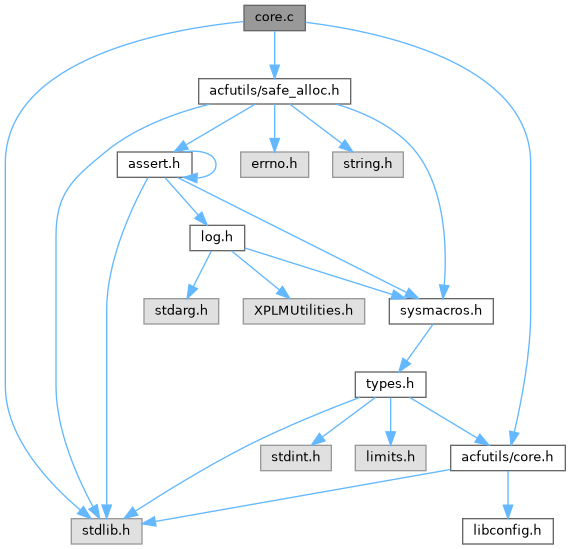 core.c
acfutils/safe_alloc.h
assert.h
errno.h
string.h
log.h
stdarg.h
XPLMUtilities.h
sysmacros.h
types.h
stdint.h
limits.h
acfutils/core.h
stdlib.h
libconfig.h